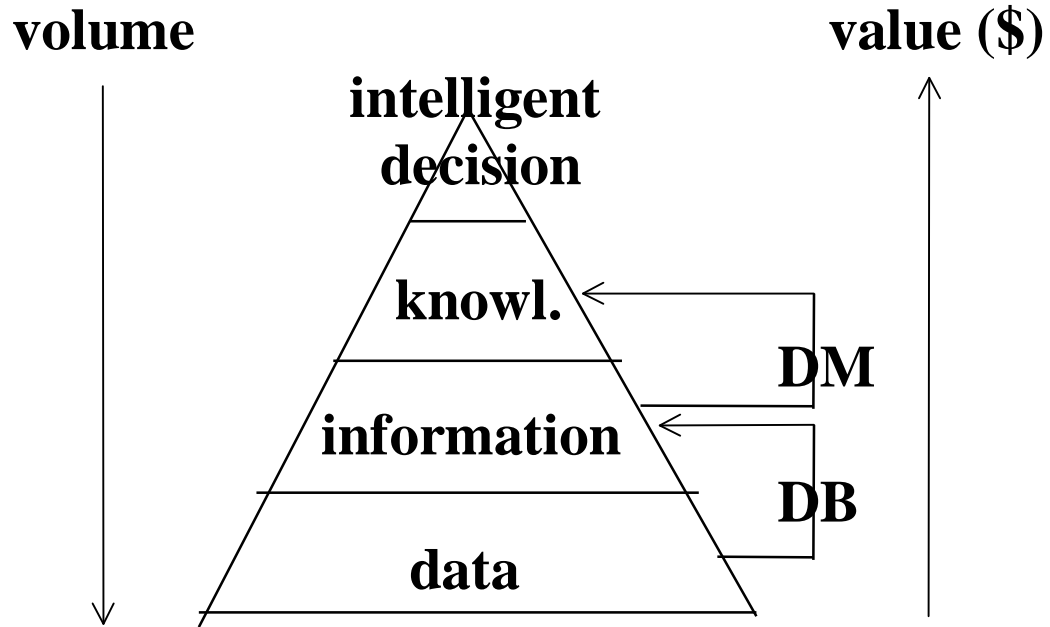 volume
value ($)
intelligent
decision
knowl.
DM
information
DB
data